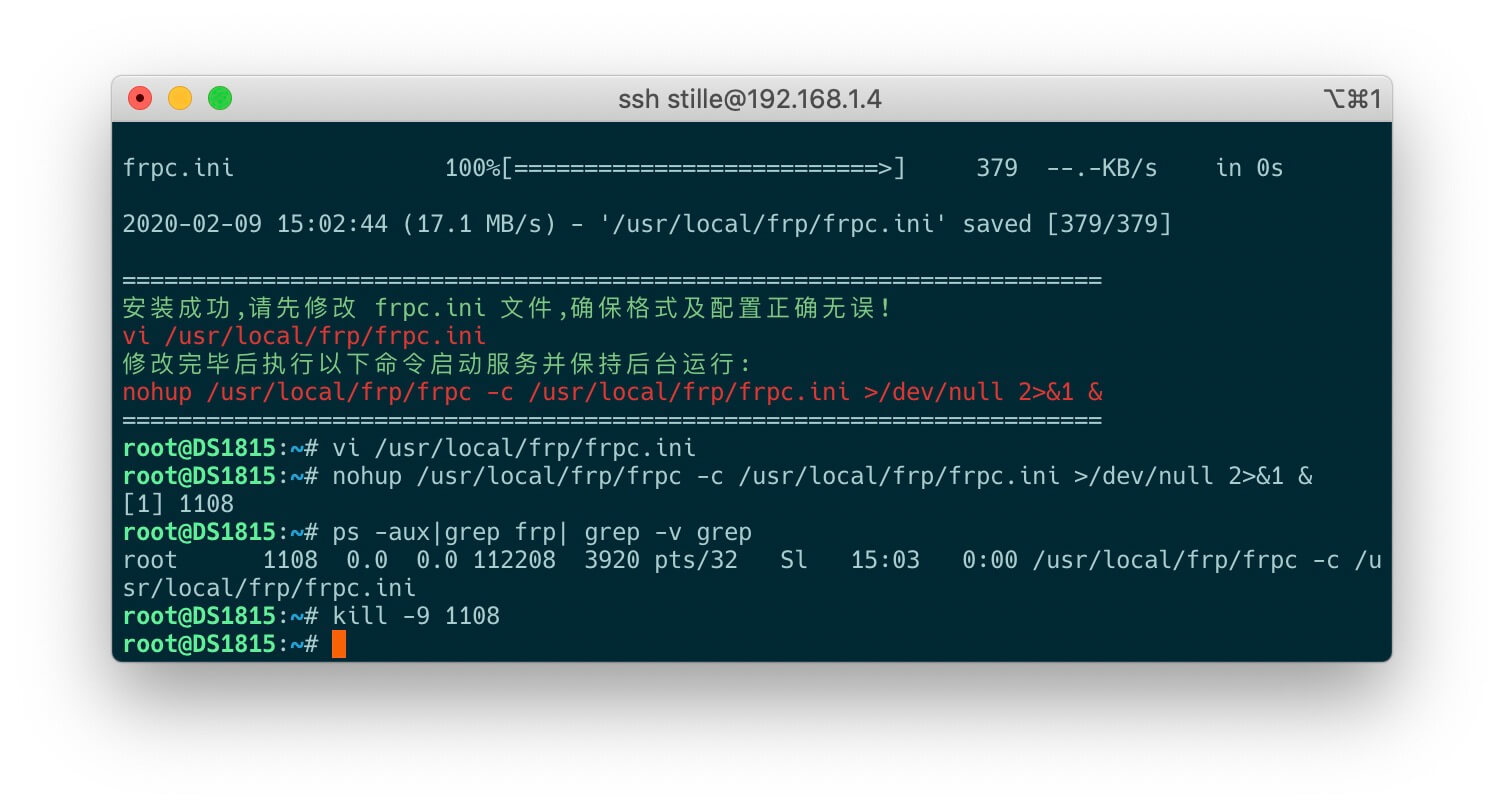 ssh stille@192.168.1.4 ⌥⌘1
frpc.ini 100%[==========================>] 379 --.-KB/s in 0s
2020-02-09 15:02:44 (17.1 MB/s) - '/usr/local/frp/frpc.ini' saved [379/379]
======================================================================
安装成功,请先修改 frpc.ini 文件,确保格式及配置正确无误!
vi /usr/local/frp/frpc.ini
修改完毕后执行以下命令启动服务并保持后台运行:
nohup /usr/local/frp/frpc -c /usr/local/frp/frpc.ini >/dev/null 2>&1 &
======================================================================
root@DS1815:~# vi /usr/local/frp/frpc.ini
root@DS1815:~# nohup /usr/local/frp/frpc -c /usr/local/frp/frpc.ini >/dev/null 2>&1 &
[1] 1108
root@DS1815:~# ps -aux|grep frp| grep -v grep
root 1108 0.0 0.0 112208 3920 pts/32 Sl 15:03 0:00 /usr/local/frp/frpc -c /u
sr/local/frp/frpc.ini
root@DS1815:~# kill -9 1108
root@DS1815:~#